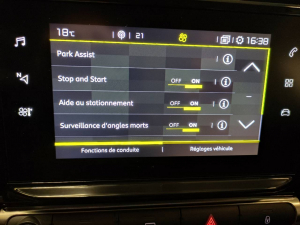 18°C 21 16:38
Park Assist
Stop and Start OFF ON
Aide au stationnement OFF ON
Surveillance d'angles morts OFF ON
Fonctions de conduite Réglages véhicule